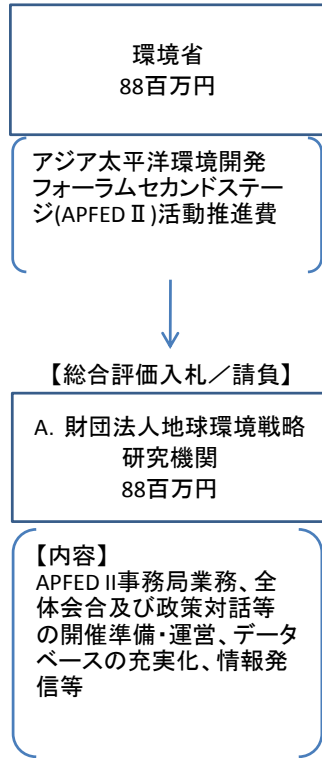 環境省
88百万円
アジア太平洋環境開発
フォーラムセカンドステー
ジ(APFED Ⅱ)活動推進費
【総合評価入札／請負】
A. 財団法人地球環境戦略
研究機関
88百万円
【内容】
APFED II事務局業務、全
体会合及び政策対話等
の開催準備・運営、データ
ベースの充実化、情報発
信等